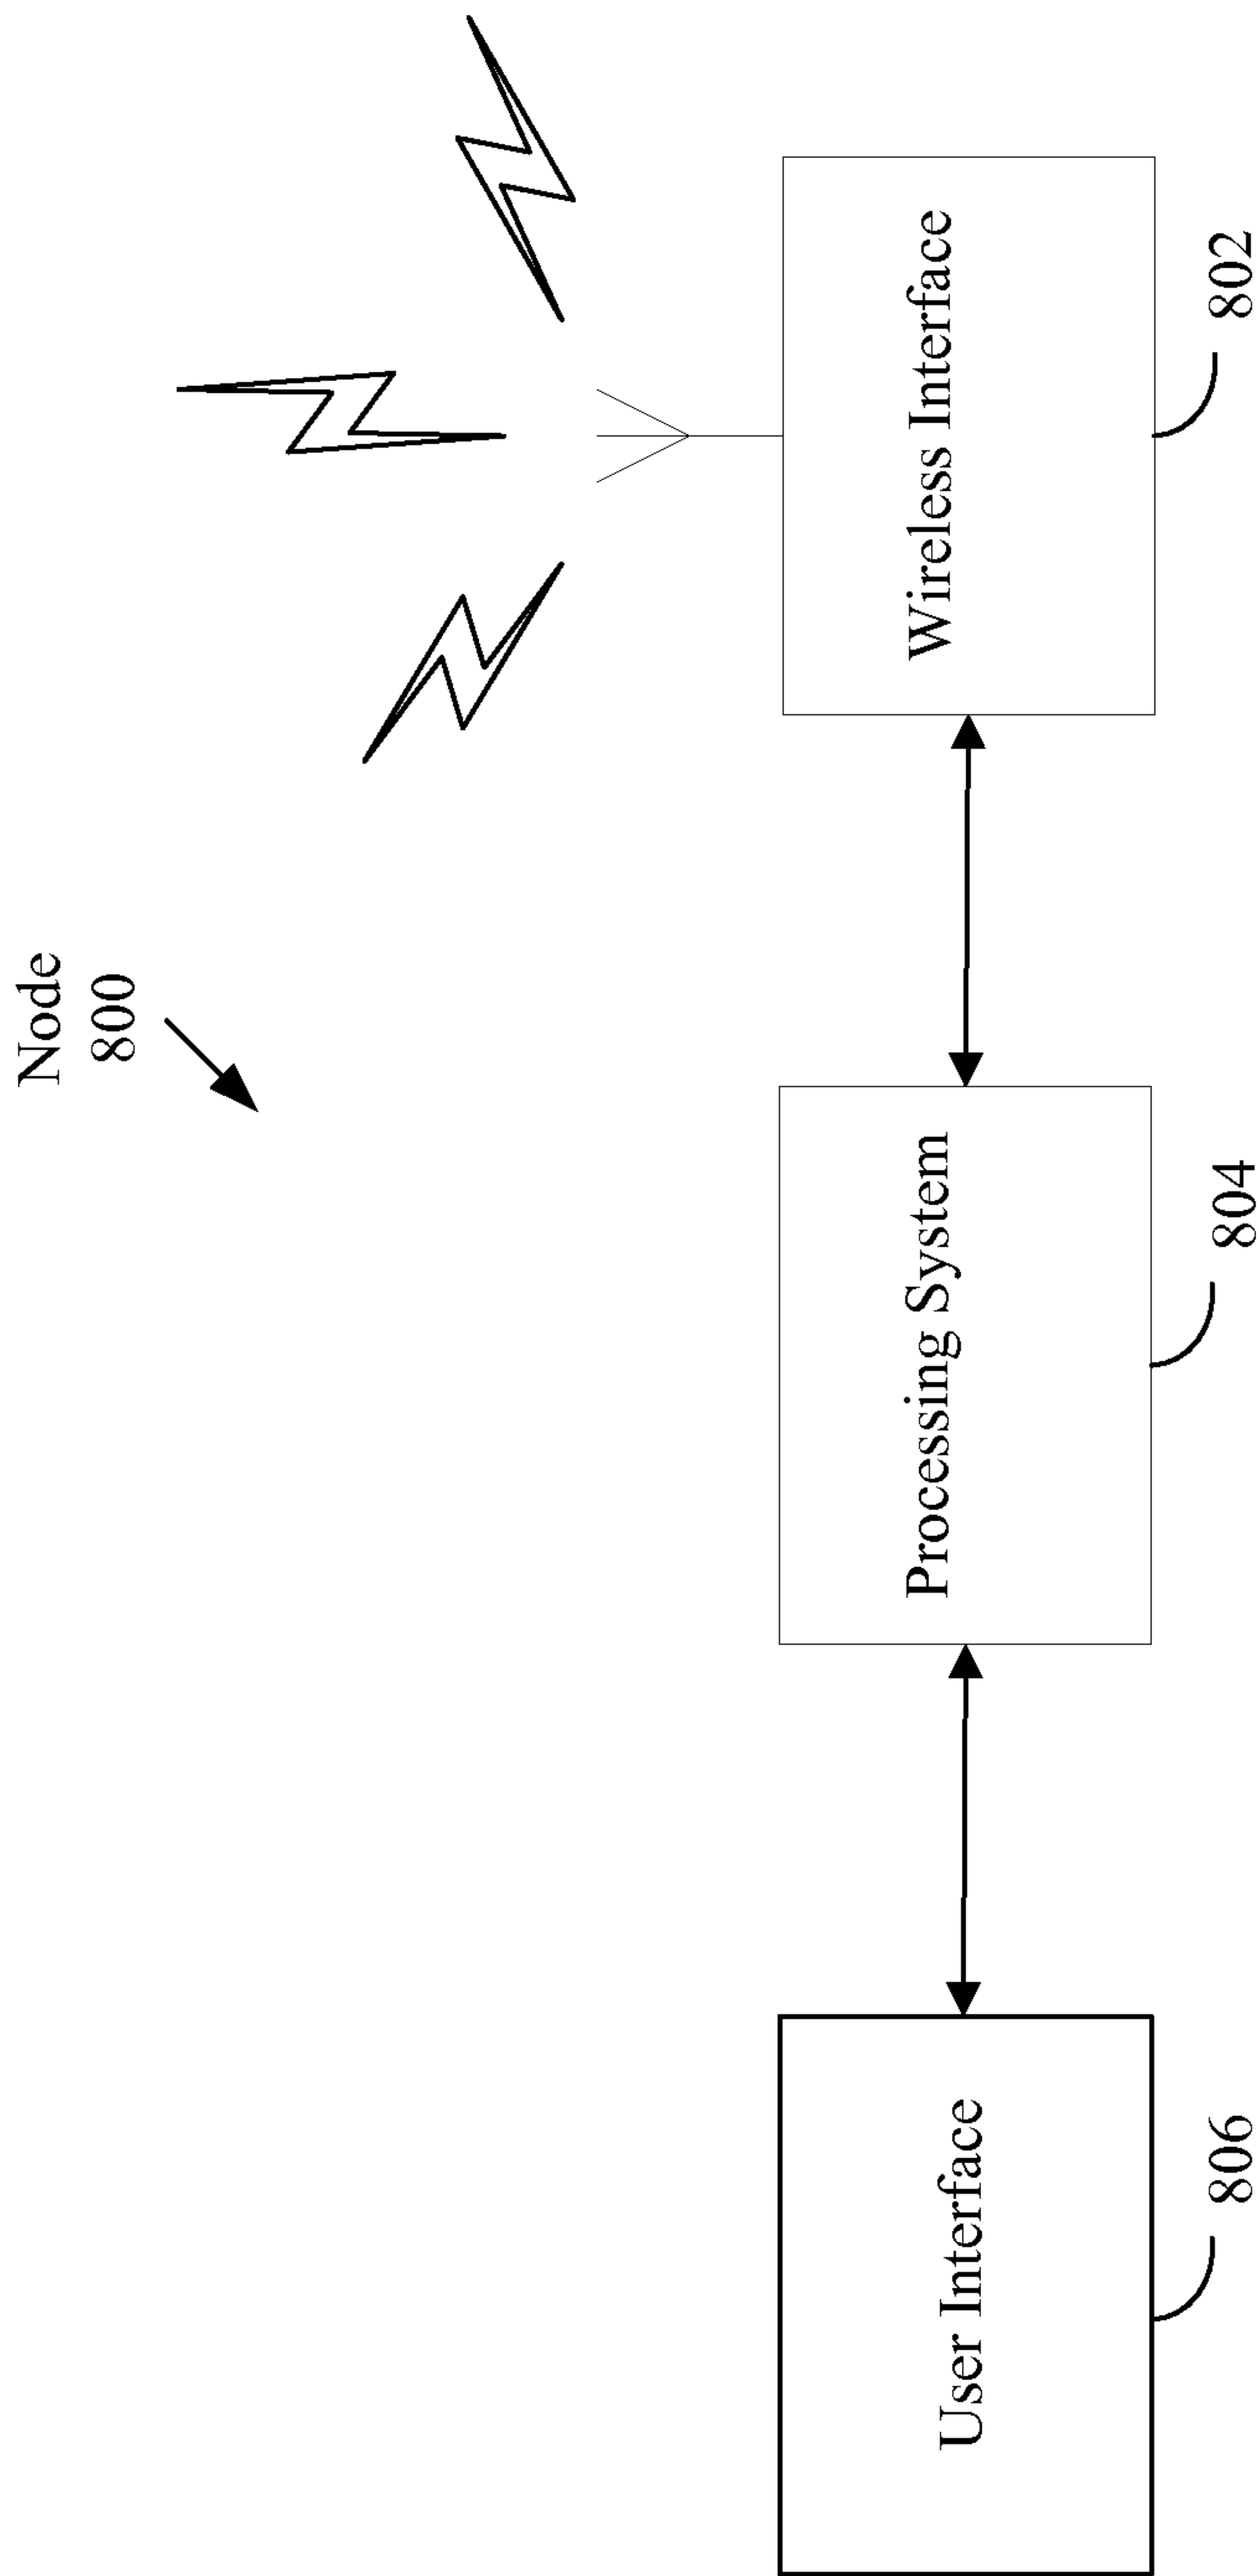 Node
800
User Interface
Processing System
Wireless Interface
806
804
802